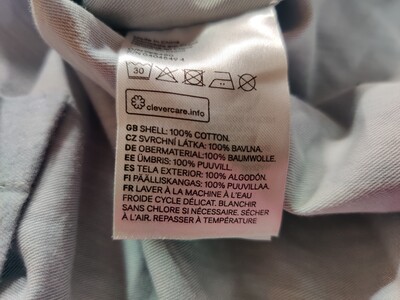 30
clevercare.info
GB SHELL: 100% COTTON.
CZ SVRCHNÍ LÁTKA: 100% BAVLNA.
DE OBERMATERIAL: 100% BAUMWOLLE.
EE ÜMBRIS: 100% PUUVILL.
ES TELA EXTERIOR: 100% ALGODÓN.
FI PÄÄLLISKANGAS: 100% PUUVILLAA.
FR LAVER À LA MACHINE À L'EAU
FROIDE CYCLE DÉLICAT. BLANCHIR
SANS CHLORE SI NÉCESSAIRE. SÉCHER
À L'AIR. REPASSER À TEMPÉRATURE